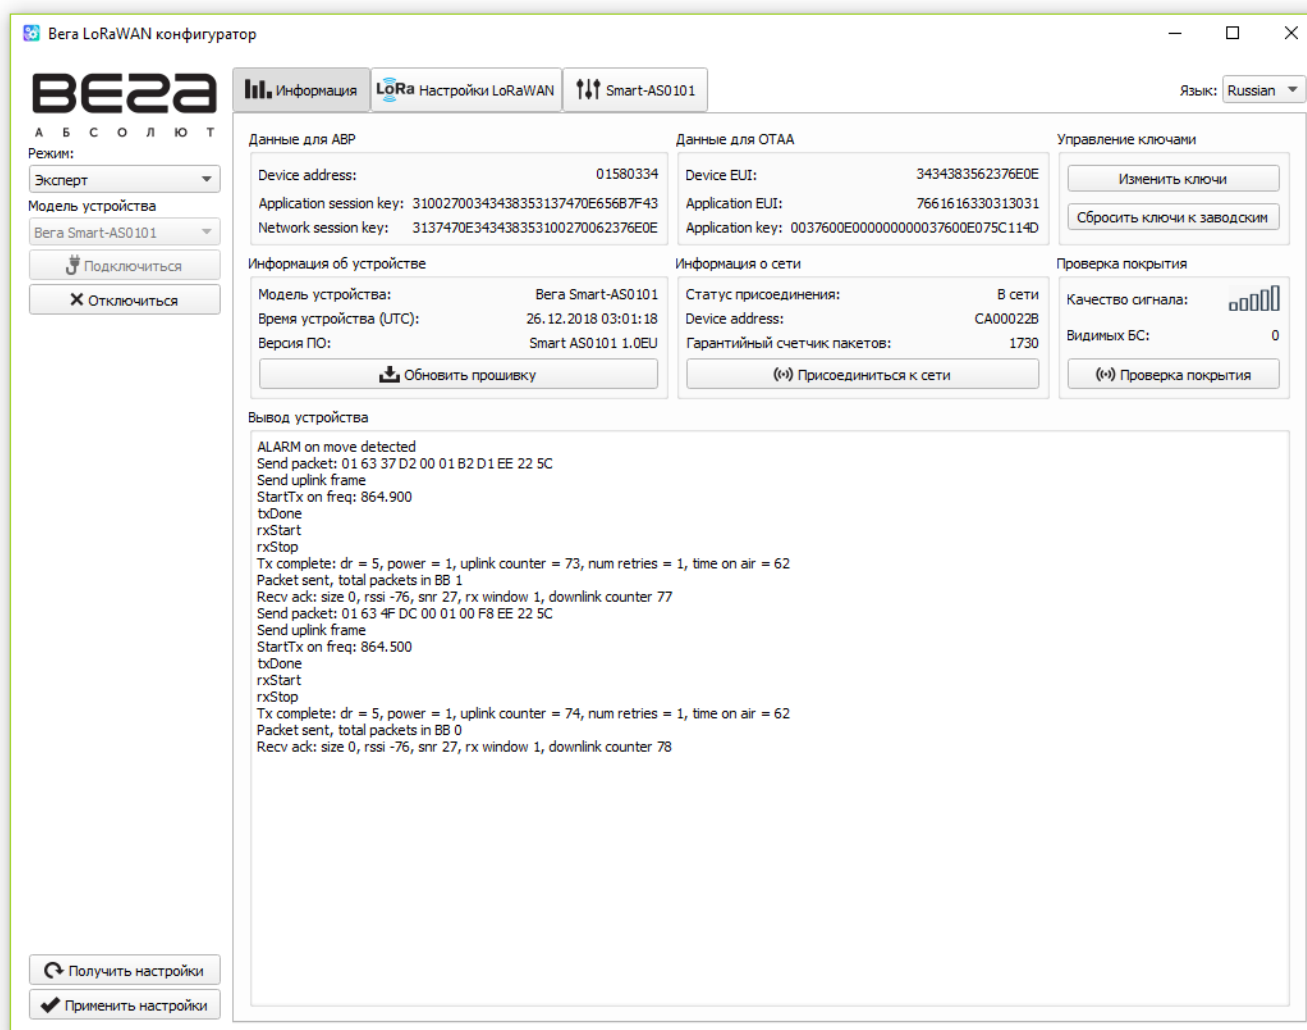 Вега LoRaWAN конфигуратор
ВЕГА
АБСОЛЮТ
Режим:
Эксперт
Модель устройства
Вега Smart-AS0101
Подключиться
Отключиться
Информация
LoRa Настройки LoRaWAN
Smart-AS0101
Язык: Russian
Данные для ABP
Device address: 01580334
Application session key: 3100270034343835313747​0E656B7F43
Network session key: 3137470E343438353100270062376E0E
Данные для OTAA
Device EUI: 3434383562376E0E
Application EUI: 7661616330313031
Application key: 0037600E000000000037600E075C114D
Управление ключами
Изменить ключи
Сбросить ключи к заводским
Информация об устройстве
Модель устройства: Вега Smart-AS0101
Время устройства (UTC): 26.12.2018 03:01:18
Версия ПО: Smart AS0101 1.0EU
Обновить прошивку
Информация о сети
Статус присоединения: В сети
Device address: CA00022B
Гарантийный счетчик пакетов: 1730
Присоединиться к сети
Проверка покрытия
Качество сигнала:
Видимых БС: 0
Проверка покрытия
Вывод устройства
ALARM on move detected
Send packet: 01 63 37 D2 00 01 B2 D1 EE 22 5C
Send uplink frame
StartTx on freq: 864.900
txDone
rxStart
rxStop
Tx complete: dr = 5, power = 1, uplink counter = 73, num retries = 1, time on air = 62
Packet sent, total packets in BB 1
Recv ack: size 0, rssi -76, snr 27, rx window 1, downlink counter 77
Send packet: 01 63 4F DC 00 01 00 F8 EE 22 5C
Send uplink frame
StartTx on freq: 864.500
txDone
rxStart
rxStop
Tx complete: dr = 5, power = 1, uplink counter = 74, num retries = 1, time on air = 62
Packet sent, total packets in BB 0
Recv ack: size 0, rssi -76, snr 27, rx window 1, downlink counter 78
Получить настройки
Применить настройки